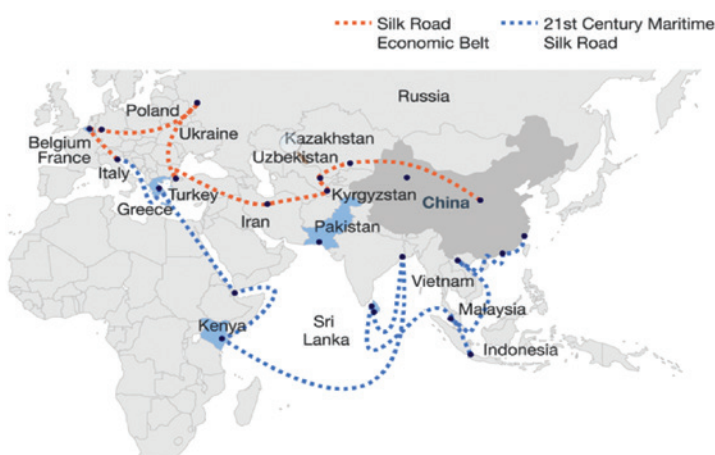 Silk Road
Economic Belt
21st Century Maritime
Silk Road
Russia
Poland
Ukraine
Kazakhstan
Belgium
France
Uzbekistan
Italy
Turkey
Kyrgyzstan
China
Greece
Iran
Pakistan
Vietnam
Kenya
Sri
Lanka
Malaysia
Indonesia